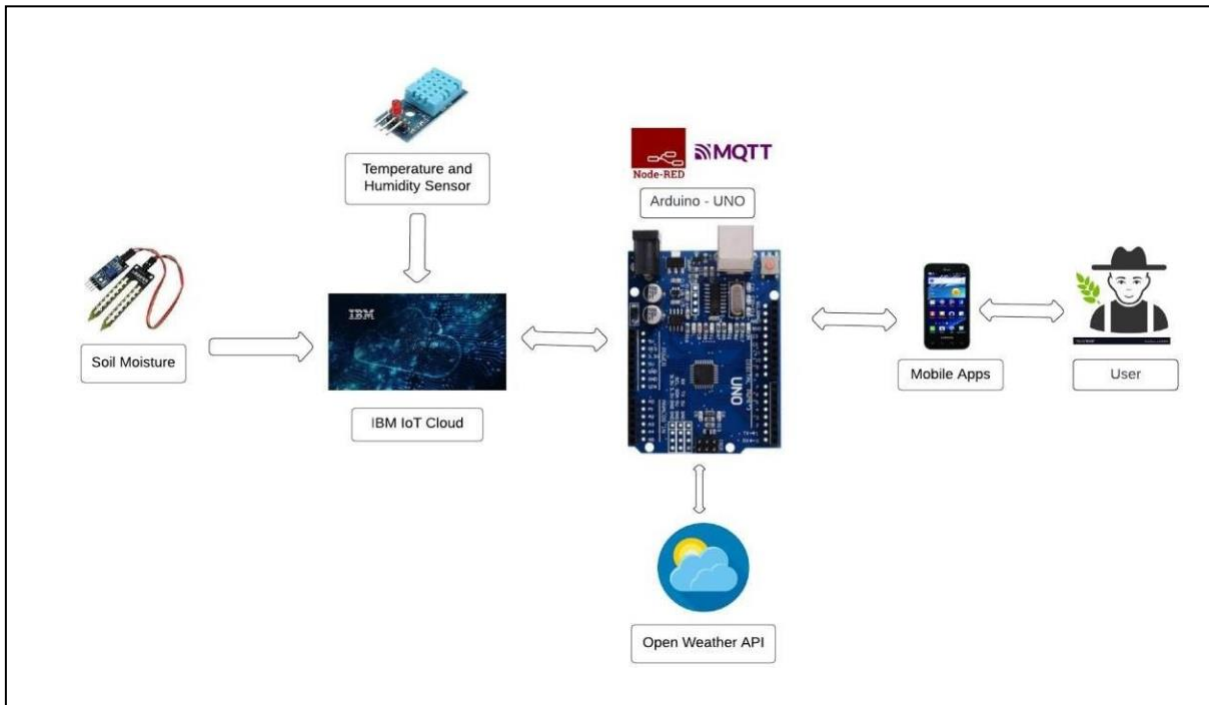 Temperature and
Humidity Sensor
Soil Moisture
IBM
IBM IoT Cloud
Node-RED
MQTT
Arduino - UNO
UNO
Mobile Apps
User
Open Weather API